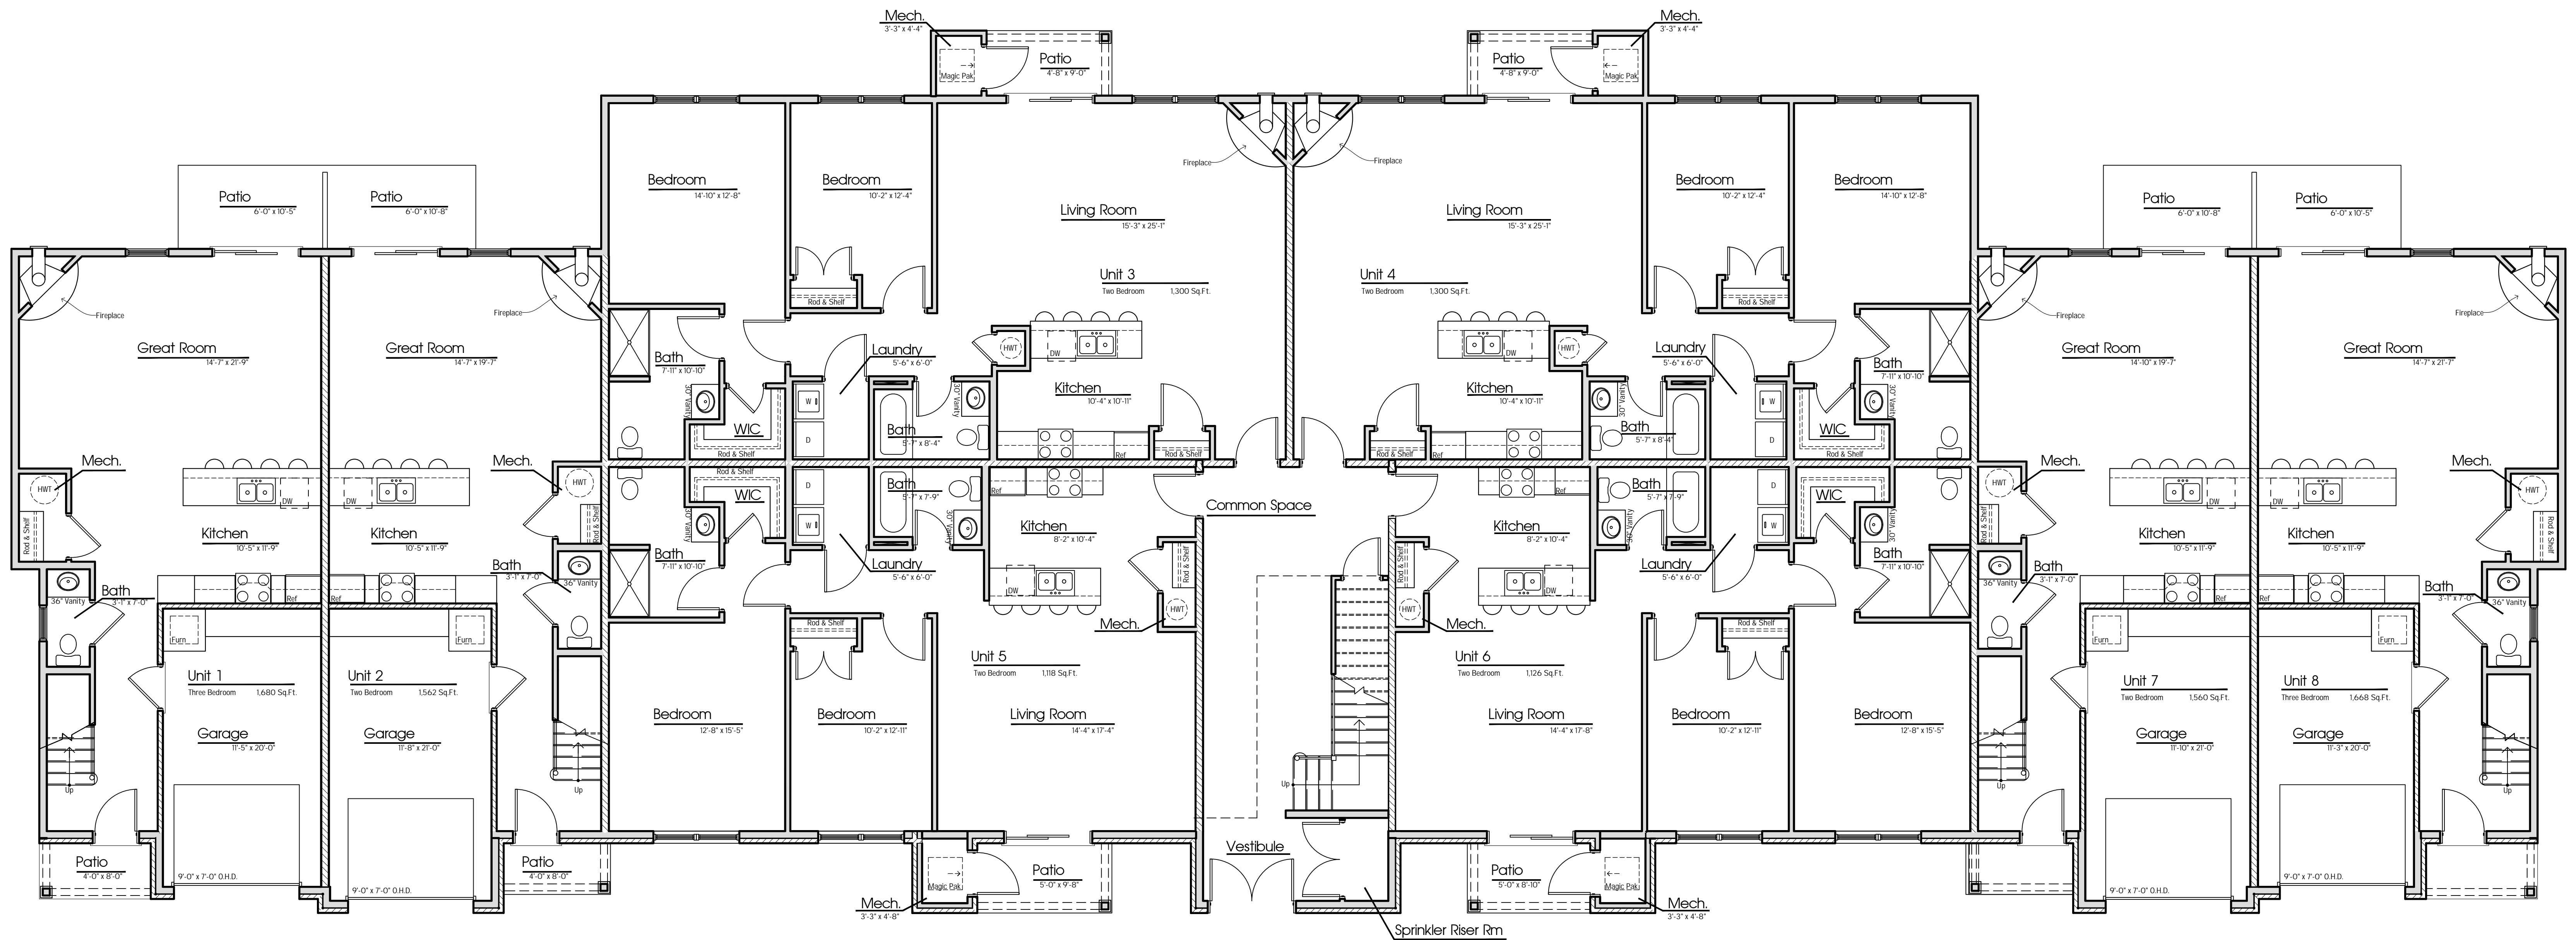 Mech.
3'-3" x 4'-4"
Magic Pak
Patio
4'-8" x 9'-0"
Patio
4'-8" x 9'-0"
Magic Pak
Mech.
3'-3" x 4'-4"
Patio
6'-0" x 10'-5"
Patio
6'-0" x 10'-8"
Bedroom
14'-10" x 12'-8"
Bedroom
10'-2" x 12'-4"
Living Room
15'-3" x 25'-1"
Fireplace
Fireplace
Living Room
15'-3" x 25'-1"
Bedroom
10'-2" x 12'-4"
Bedroom
14'-10" x 12'-8"
Patio
6'-0" x 10'-8"
Patio
6'-0" x 10'-5"
Fireplace
Great Room
14'-7" x 21'-9"
Great Room
14'-7" x 19'-7"
Fireplace
Rod & Shelf
Unit 3
Two Bedroom 1,300 Sq.Ft.
Unit 4
Two Bedroom 1,300 Sq.Ft.
Rod & Shelf
Fireplace
Great Room
14'-10" x 19'-7"
Great Room
14'-7" x 21'-7"
Fireplace
Bath
7'-11" x 10'-10"
30" Vanity
WIC
Rod & Shelf
Laundry
5'-6" x 6'-0"
W
D
Bath
5'-7" x 8'-4"
30" Vanity
HWT
DW
Kitchen
10'-4" x 10'-11"
Ref
Rod & Shelf
DW
HWT
Kitchen
10'-4" x 10'-11"
Rod & Shelf
Ref
30" Vanity
Bath
5'-7" x 8'-4"
Laundry
5'-6" x 6'-0"
W
D
WIC
Rod & Shelf
Bath
7'-11" x 10'-10"
30" Vanity
Mech.
HWT
Rod & Shelf
DW
Kitchen
10'-5" x 11'-9"
DW
Kitchen
10'-5" x 11'-9"
Mech.
HWT
Rod & Shelf
Rod & Shelf
WIC
30" Vanity
Bath
7'-11" x 10'-10"
D
W
Laundry
5'-6" x 6'-0"
Bath
5'-7" x 7'-9"
30" Vanity
Ref
Kitchen
8'-2" x 10'-4"
DW
Rod & Shelf
HWT
Mech.
Common Space
Rod & Shelf
HWT
Mech.
Ref
Kitchen
8'-2" x 10'-4"
DW
Bath
5'-7" x 7'-9"
30" Vanity
D
W
Laundry
5'-6" x 6'-0"
WIC
30" Vanity
Bath
7'-11" x 10'-10"
Mech.
HWT
Rod & Shelf
DW
Kitchen
10'-5" x 11'-9"
DW
Kitchen
10'-5" x 11'-9"
Mech.
HWT
Rod & Shelf
36" Vanity
Bath
3'-1" x 7'-0"
Ref
Ref
Bath
3'-1" x 7'-0"
36" Vanity
36" Vanity
Bath
3'-1" x 7'-0"
Ref
Ref
Bath
3'-1" x 7'-0"
36" Vanity
Furn
Furn
Rod & Shelf
Rod & Shelf
Furn
Furn
Unit 1
Three Bedroom 1,680 Sq.Ft.
Unit 2
Two Bedroom 1,562 Sq.Ft.
Unit 5
Two Bedroom 1,118 Sq.Ft.
Unit 6
Two Bedroom 1,126 Sq.Ft.
Unit 7
Two Bedroom 1,560 Sq.Ft.
Unit 8
Three Bedroom 1,668 Sq.Ft.
Garage
11'-5" x 20'-0"
Garage
11'-8" x 21'-0"
Bedroom
12'-8" x 15'-5"
Bedroom
10'-2" x 12'-11"
Living Room
14'-4" x 17'-4"
Living Room
14'-4" x 17'-8"
Bedroom
10'-2" x 12'-11"
Bedroom
12'-8" x 15'-5"
Garage
11'-10" x 21'-0"
Garage
11'-3" x 20'-0"
Up
Up
Up
Up
Up
Patio
4'-0" x 8'-0"
9'-0" x 7'-0" O.H.D.
9'-0" x 7'-0" O.H.D.
Patio
4'-0" x 8'-0"
Magic Pak
Mech.
3'-3" x 4'-8"
Patio
5'-0" x 9'-8"
Vestibule
Sprinkler Riser Rm
Patio
5'-0" x 8'-10"
Magic Pak
Mech.
3'-3" x 4'-8"
9'-0" x 7'-0" O.H.D.
9'-0" x 7'-0" O.H.D.